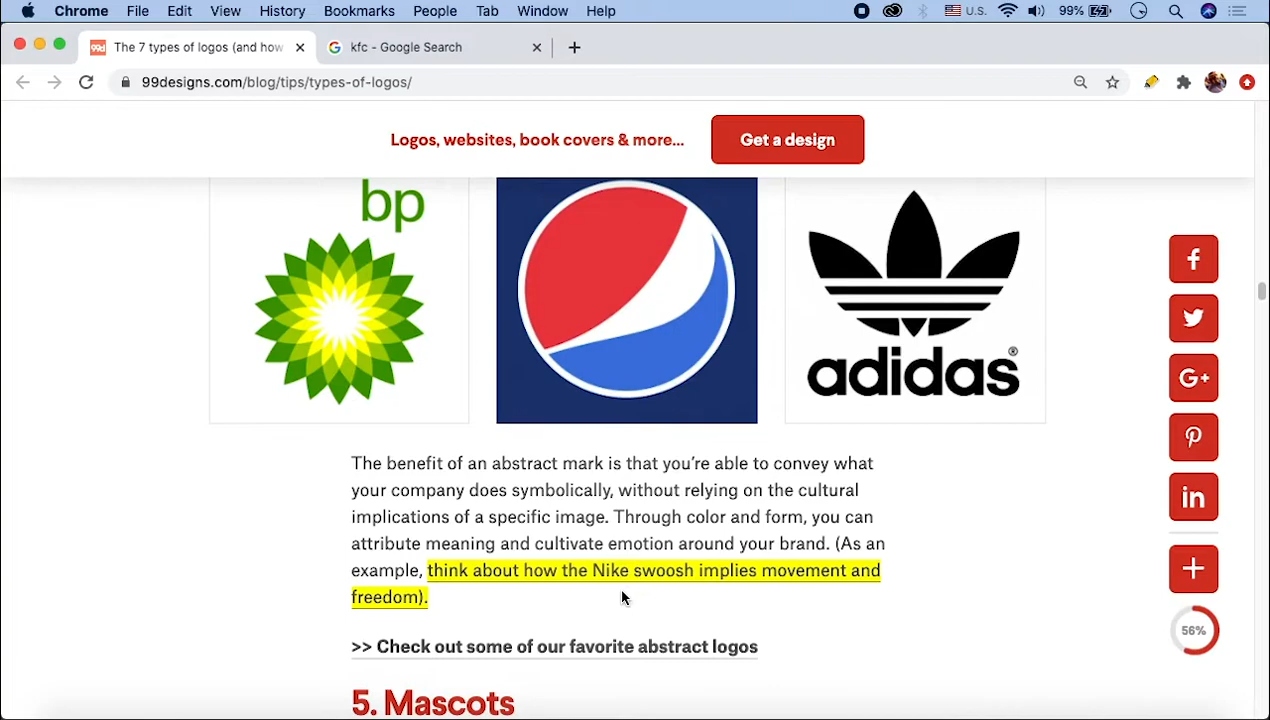 Chrome File Edit View History Bookmarks People Tab Window Help U.S. 99%
The 7 types of logos (and how kfc - Google Search
99designs.com/blog/tips/types-of-logos/
Logos, websites, book covers & more... Get a design
bp
adidas®
The benefit of an abstract mark is that you’re able to convey what
your company does symbolically, without relying on the cultural
implications of a specific image. Through color and form, you can
attribute meaning and cultivate emotion around your brand. (As an
example, think about how the Nike swoosh implies movement and
freedom).
>> Check out some of our favorite abstract logos
5. Mascots
f
G+
in
56%